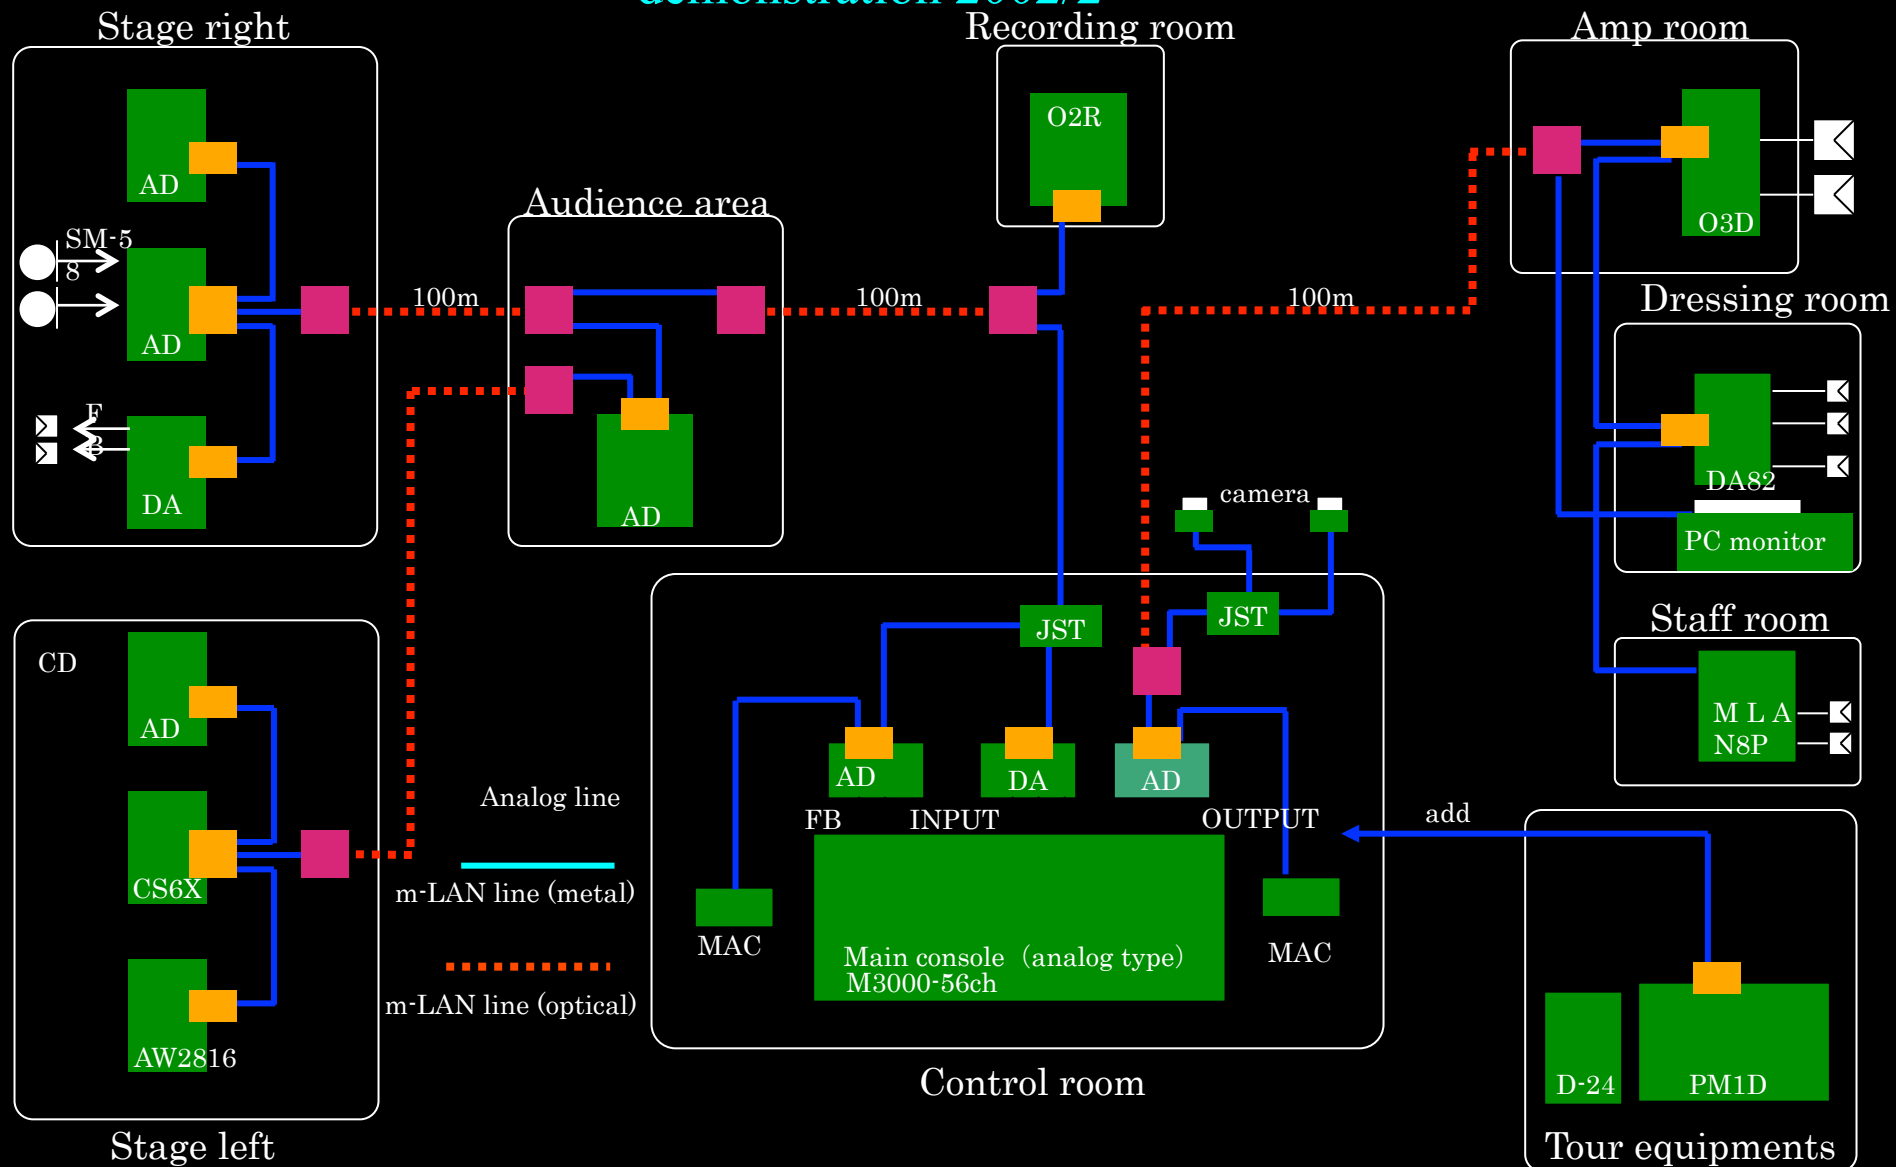 demonstration 2002/2
Stage right
Recording room
Amp room
O2R
AD
Audience area
O3D
SM-5
8
100m
100m
100m
Dressing room
AD
F
B
DA
AD
camera
DA82
PC monitor
JST
JST
Staff room
CD
AD
M L A
N8P
AD
DA
AD
Analog line
FB
INPUT
OUTPUT
add
CS6X
m-LAN line (metal)
MAC
MAC
Main console (analog type)
M3000-56ch
m-LAN line (optical)
AW2816
Control room
D-24
PM1D
Stage left
Tour equipments